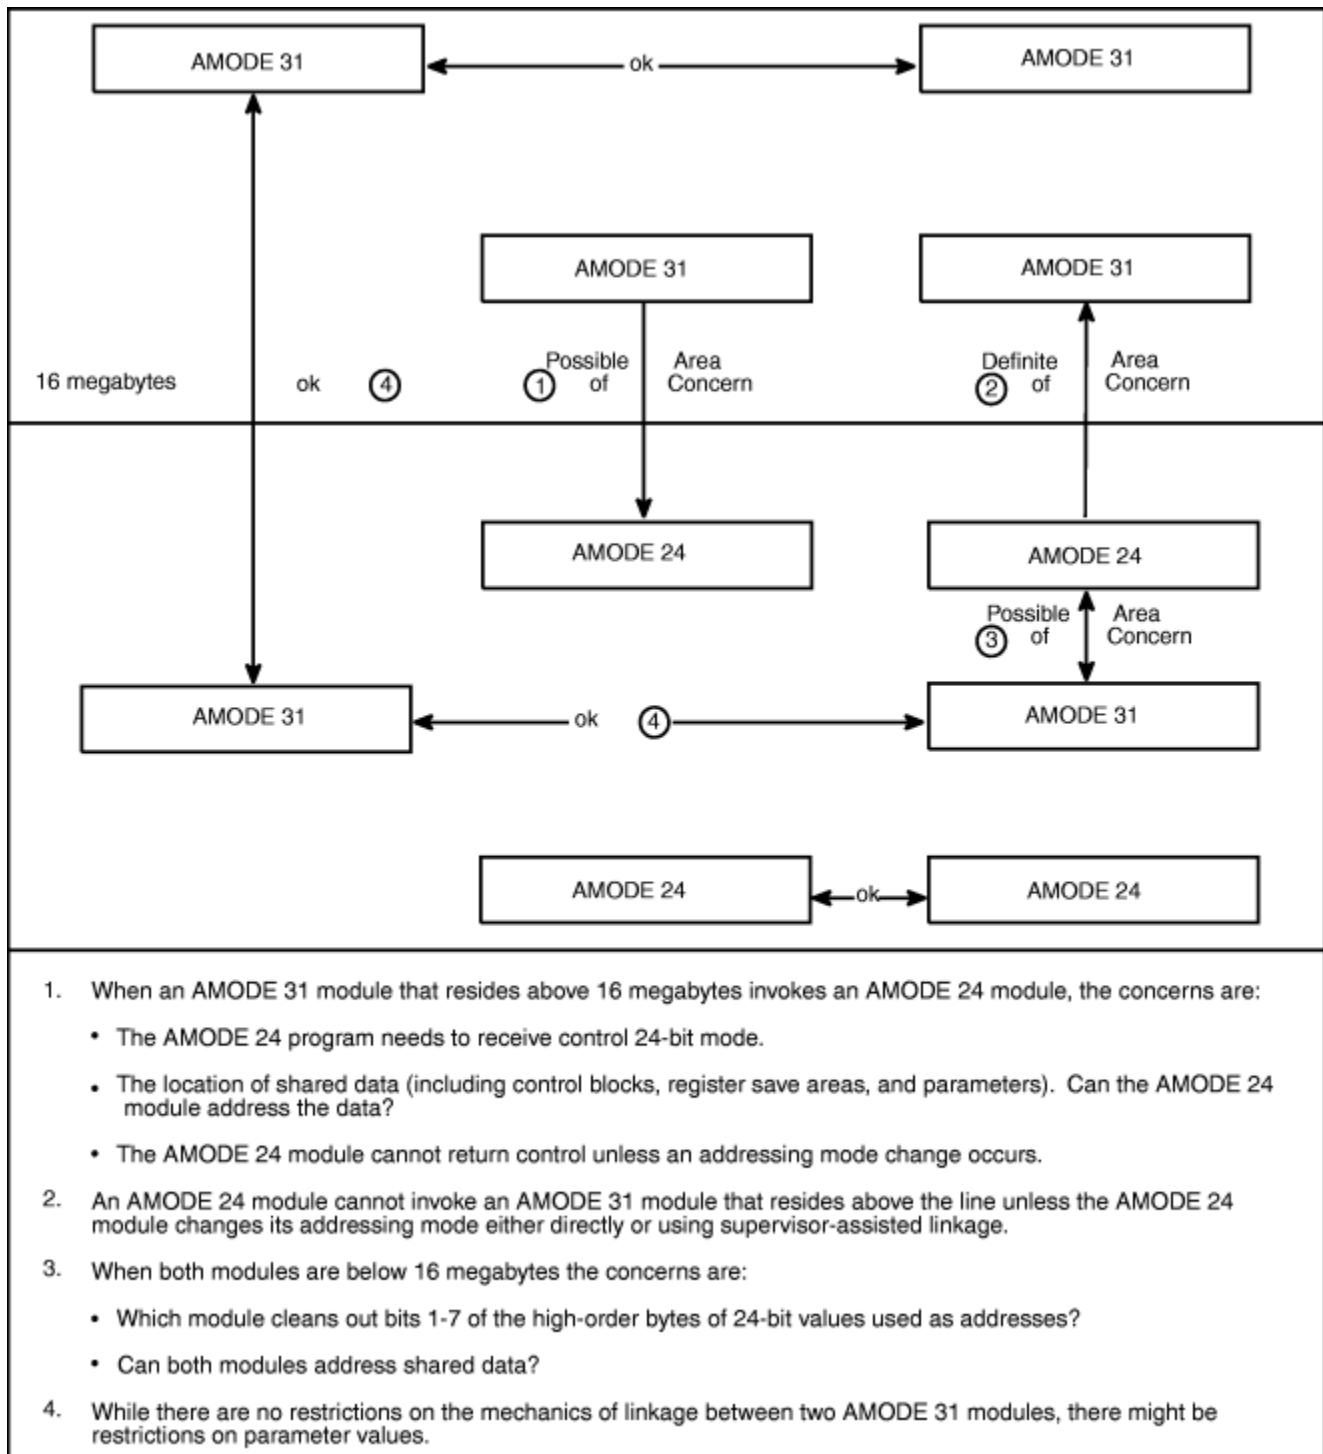 AMODE 31
ok
AMODE 31
AMODE 31
AMODE 31
16 megabytes
ok
4
Possible Area
1 of Concern
Definite Area
2 of Concern
AMODE 24
AMODE 24
Possible Area
3 of Concern
AMODE 31
ok
4
AMODE 31
AMODE 24
ok
AMODE 24
1. When an AMODE 31 module that resides above 16 megabytes invokes an AMODE 24 module, the concerns are:
• The AMODE 24 program needs to receive control 24-bit mode.
• The location of shared data (including control blocks, register save areas, and parameters). Can the AMODE 24
module address the data?
• The AMODE 24 module cannot return control unless an addressing mode change occurs.
2. An AMODE 24 module cannot invoke an AMODE 31 module that resides above the line unless the AMODE 24
module changes its addressing mode either directly or using supervisor-assisted linkage.
3. When both modules are below 16 megabytes the concerns are:
• Which module cleans out bits 1-7 of the high-order bytes of 24-bit values used as addresses?
• Can both modules address shared data?
4. While there are no restrictions on the mechanics of linkage between two AMODE 31 modules, there might be
restrictions on parameter values.